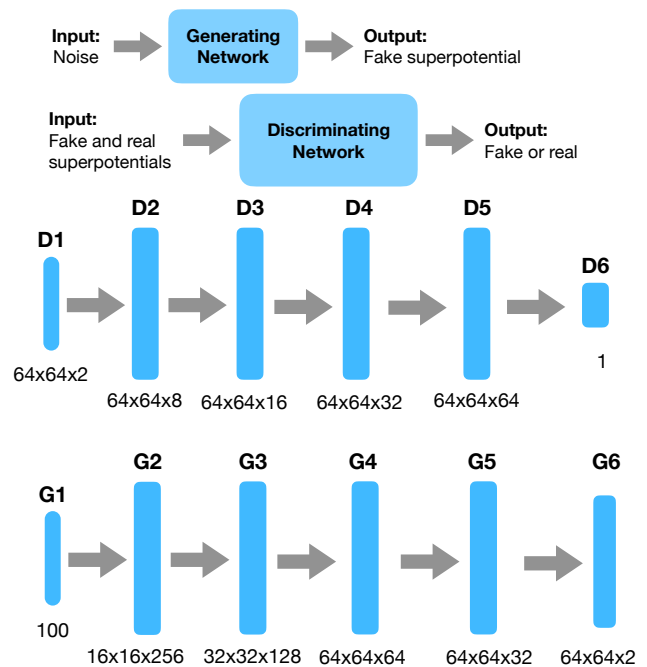 Input:
Noise
Generating
Network
Output:
Fake superpotential
Input:
Fake and real
superpotentials
Discriminating
Network
Output:
Fake or real
D1
D2
D3
D4
D5
D6
64x64x2
64x64x8
64x64x16
64x64x32
64x64x64
1
G1
G2
G3
G4
G5
G6
100
16x16x256
32x32x128
64x64x64
64x64x32
64x64x2